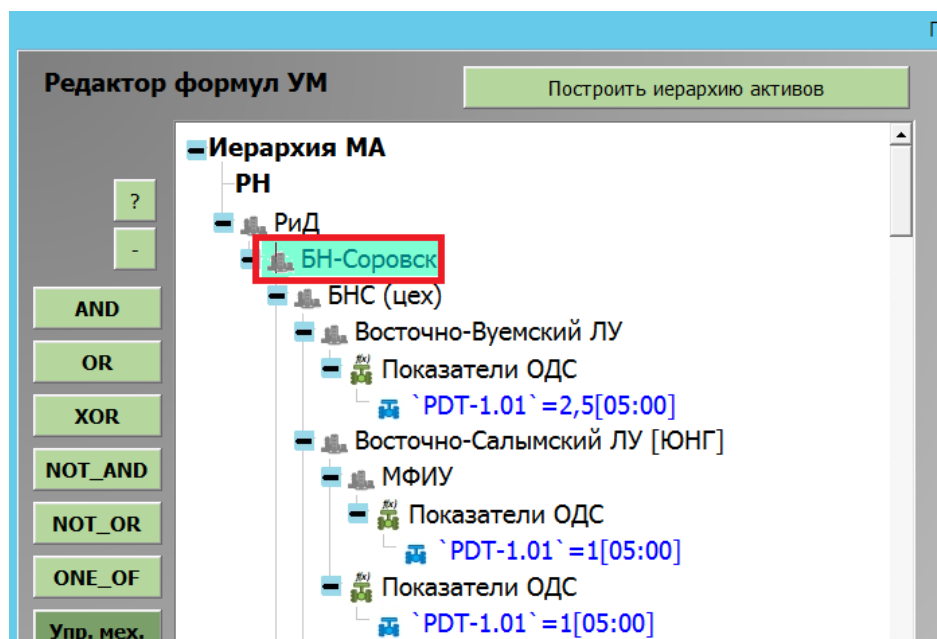 Редактор формул УМ
Построить иерархию активов
Иерархия МА
РН
?
РиД
-
БН-Соровск
БНС (цех)
AND
Восточно-Вуемский ЛУ
OR
f(x) Показатели ОДС
`PDT-1.01`=2,5[05:00]
XOR
Восточно-Салымский ЛУ [ЮНГ]
NOT_AND
МФИУ
f(x) Показатели ОДС
NOT_OR
`PDT-1.01`=1[05:00]
ONE_OF
f(x) Показатели ОДС
`PDT-1.01`=1[05:00]
Упр. мех.